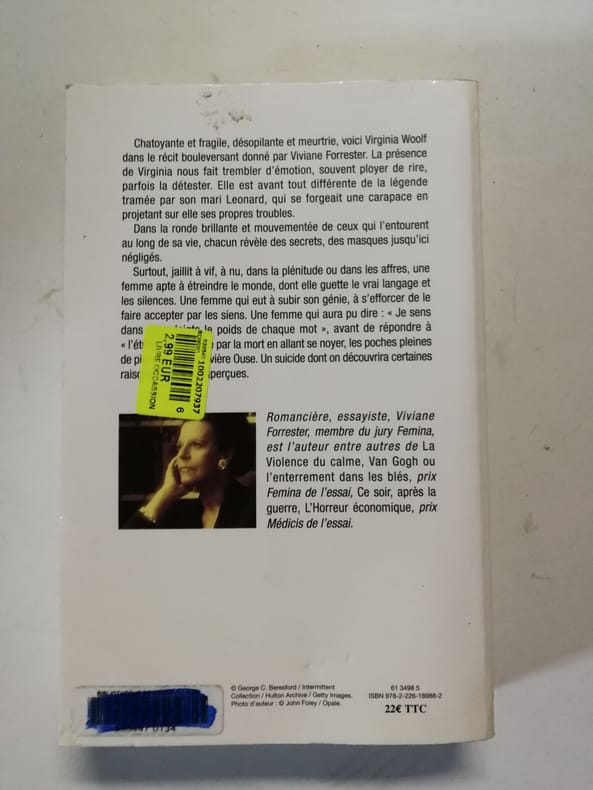 Chatoyante et fragile, désopilante et meurtrie, voici Virginia Woolf
dans le récit bouleversant donné par Viviane Forrester. La présence
de Virginia nous fait trembler d'émotion, souvent ployer de rire,
parfois la détester. Elle est avant tout différente de la légende
tramée par son mari Leonard, qui se forgeait une carapace en
projetant sur elle ses propres troubles.
Dans la ronde brillante et mouvementée de ceux qui l'entourent
au long de sa vie, chacun révèle des secrets, des masques jusqu'ici
négligés.
Surtout, jaillit à vif, à nu, dans la plénitude ou dans les affres, une
femme apte à étreindre le monde, dont elle guette le vrai langage et
les silences. Une femme qui eut à subir son génie, à s'efforcer de le
faire accepter par les siens. Une femme qui aura pu dire : « Je sens
dans le poids de chaque mot », avant de répondre à
« l'ét par la mort en allant se noyer, les poches pleines
de pi vière Ouse. Un suicide dont on découvrira certaines
raiso perçues.
1002207937
2,99 EUR
LIVRE OCCASSION
6
Romancière, essayiste, Viviane
Forrester, membre du jury Femina,
est l'auteur entre autres de La
Violence du calme, Van Gogh ou
l'enterrement dans les blés, prix
Femina de l'essai, Ce soir, après la
guerre, L'Horreur économique, prix
Médicis de l'essai.
© George C. Beresford / Intermittent
Collection / Hulton Archive / Getty Images.
Photo d'auteur : © John Foley / Opale.
61 3498 5
ISBN 978-2-226-18988-2
22€ TTC